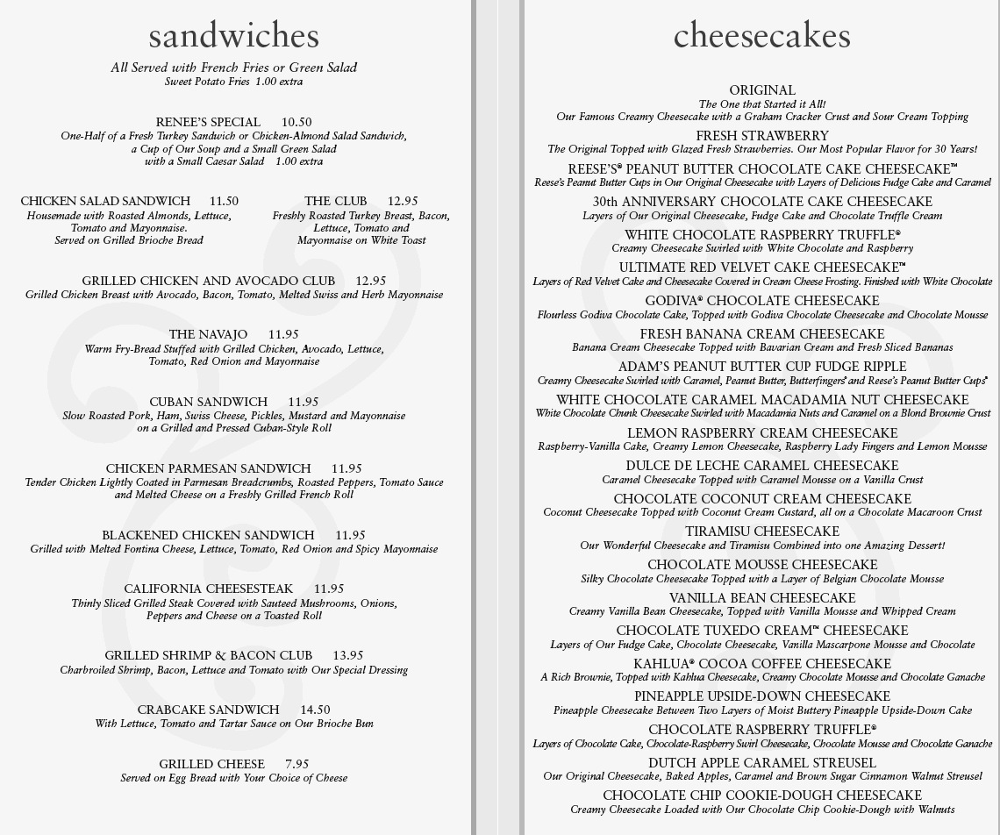 sandwiches
All Served with French Fries or Green Salad
Sweet Potato Fries 1.00 extra
RENEE'S SPECIAL 10.50
One-Half of a Fresh Turkey Sandwich or Chicken-Almond Salad Sandwich,
a Cup of Our Soup and a Small Green Salad
with a Small Caesar Salad 1.00 extra
CHICKEN SALAD SANDWICH 11.50
Housemade with Roasted Almonds, Lettuce,
Tomato and Mayonnaise.
Served on Grilled Brioche Bread
THE CLUB 12.95
Freshly Roasted Turkey Breast, Bacon,
Lettuce, Tomato and
Mayonnaise on White Toast
GRILLED CHICKEN AND AVOCADO CLUB 12.95
Grilled Chicken Breast with Avocado, Bacon, Tomato, Melted Swiss and Herb Mayonnaise
THE NAVAJO 11.95
Warm Fry-Bread Stuffed with Grilled Chicken, Avocado, Lettuce,
Tomato, Red Onion and Mayonnaise
CUBAN SANDWICH 11.95
Slow Roasted Pork, Ham, Swiss Cheese, Pickles, Mustard and Mayonnaise
on a Grilled and Pressed Cuban-Style Roll
CHICKEN PARMESAN SANDWICH 11.95
Tender Chicken Lightly Coated in Parmesan Breadcrumbs, Roasted Peppers, Tomato Sauce
and Melted Cheese on a Freshly Grilled French Roll
BLACKENED CHICKEN SANDWICH 11.95
Grilled with Melted Fontina Cheese, Lettuce, Tomato, Red Onion and Spicy Mayonnaise
CALIFORNIA CHEESESTEAK 11.95
Thinly Sliced Grilled Steak Covered with Sauteed Mushrooms, Onions,
Peppers and Cheese on a Toasted Roll
GRILLED SHRIMP & BACON CLUB 13.95
Charbroiled Shrimp, Bacon, Lettuce and Tomato with Our Special Dressing
CRABCAKE SANDWICH 14.50
With Lettuce, Tomato and Tartar Sauce on Our Brioche Bun
GRILLED CHEESE 7.95
Served on Egg Bread with Your Choice of Cheese
cheesecakes
ORIGINAL
The One that Started it All!
Our Famous Creamy Cheesecake with a Graham Cracker Crust and Sour Cream Topping
FRESH STRAWBERRY
The Original Topped with Glazed Fresh Strawberries. Our Most Popular Flavor for 30 Years!
REESE'S® PEANUT BUTTER CHOCOLATE CAKE CHEESECAKE™
Reese's Peanut Butter Cups in Our Original Cheesecake with Layers of Delicious Fudge Cake and Caramel
30th ANNIVERSARY CHOCOLATE CAKE CHEESECAKE
Layers of Our Original Cheesecake, Fudge Cake and Chocolate Truffle Cream
WHITE CHOCOLATE RASPBERRY TRUFFLE®
Creamy Cheesecake Swirled with White Chocolate and Raspberry
ULTIMATE RED VELVET CAKE CHEESECAKE™
Layers of Red Velvet Cake and Cheesecake Covered in Cream Cheese Frosting. Finished with White Chocolate
GODIVA® CHOCOLATE CHEESECAKE
Flourless Godiva Chocolate Cake, Topped with Godiva Chocolate Cheesecake and Chocolate Mousse
FRESH BANANA CREAM CHEESECAKE
Banana Cream Cheesecake Topped with Bavarian Cream and Fresh Sliced Bananas
ADAM'S PEANUT BUTTER CUP FUDGE RIPPLE
Creamy Cheesecake Swirled with Caramel, Peanut Butter, Butterfingers® and Reese's Peanut Butter Cups®
WHITE CHOCOLATE CARAMEL MACADAMIA NUT CHEESECAKE
White Chocolate Chunk Cheesecake Swirled with Macadamia Nuts and Caramel on a Blond Brownie Crust
LEMON RASPBERRY CREAM CHEESECAKE
Raspberry-Vanilla Cake, Creamy Lemon Cheesecake, Raspberry Lady Fingers and Lemon Mousse
DULCE DE LECHE CARAMEL CHEESECAKE
Caramel Cheesecake Topped with Caramel Mousse on a Vanilla Crust
CHOCOLATE COCONUT CREAM CHEESECAKE
Coconut Cheesecake Topped with Coconut Cream Custard, all on a Chocolate Macaroon Crust
TIRAMISU CHEESECAKE
Our Wonderful Cheesecake and Tiramisu Combined into one Amazing Dessert!
CHOCOLATE MOUSSE CHEESECAKE
Silky Chocolate Cheesecake Topped with a Layer of Belgian Chocolate Mousse
VANILLA BEAN CHEESECAKE
Creamy Vanilla Bean Cheesecake, Topped with Vanilla Mousse and Whipped Cream
CHOCOLATE TUXEDO CREAM™ CHEESECAKE
Layers of Our Fudge Cake, Chocolate Cheesecake, Vanilla Mascarpone Mousse and Chocolate
KAHLUA® COCOA COFFEE CHEESECAKE
A Rich Brownie, Topped with Kahlua Cheesecake, Creamy Chocolate Mousse and Chocolate Ganache
PINEAPPLE UPSIDE-DOWN CHEESECAKE
Pineapple Cheesecake Between Two Layers of Moist Buttery Pineapple Upside-Down Cake
CHOCOLATE RASPBERRY TRUFFLE®
Layers of Chocolate Cake, Chocolate-Raspberry Swirl Cheesecake, Chocolate Mousse and Chocolate Ganache
DUTCH APPLE CARAMEL STREUSEL
Our Original Cheesecake, Baked Apples, Caramel and Brown Sugar Cinnamon Walnut Streusel
CHOCOLATE CHIP COOKIE-DOUGH CHEESECAKE
Creamy Cheesecake Loaded with Our Chocolate Chip Cookie-Dough with Walnuts